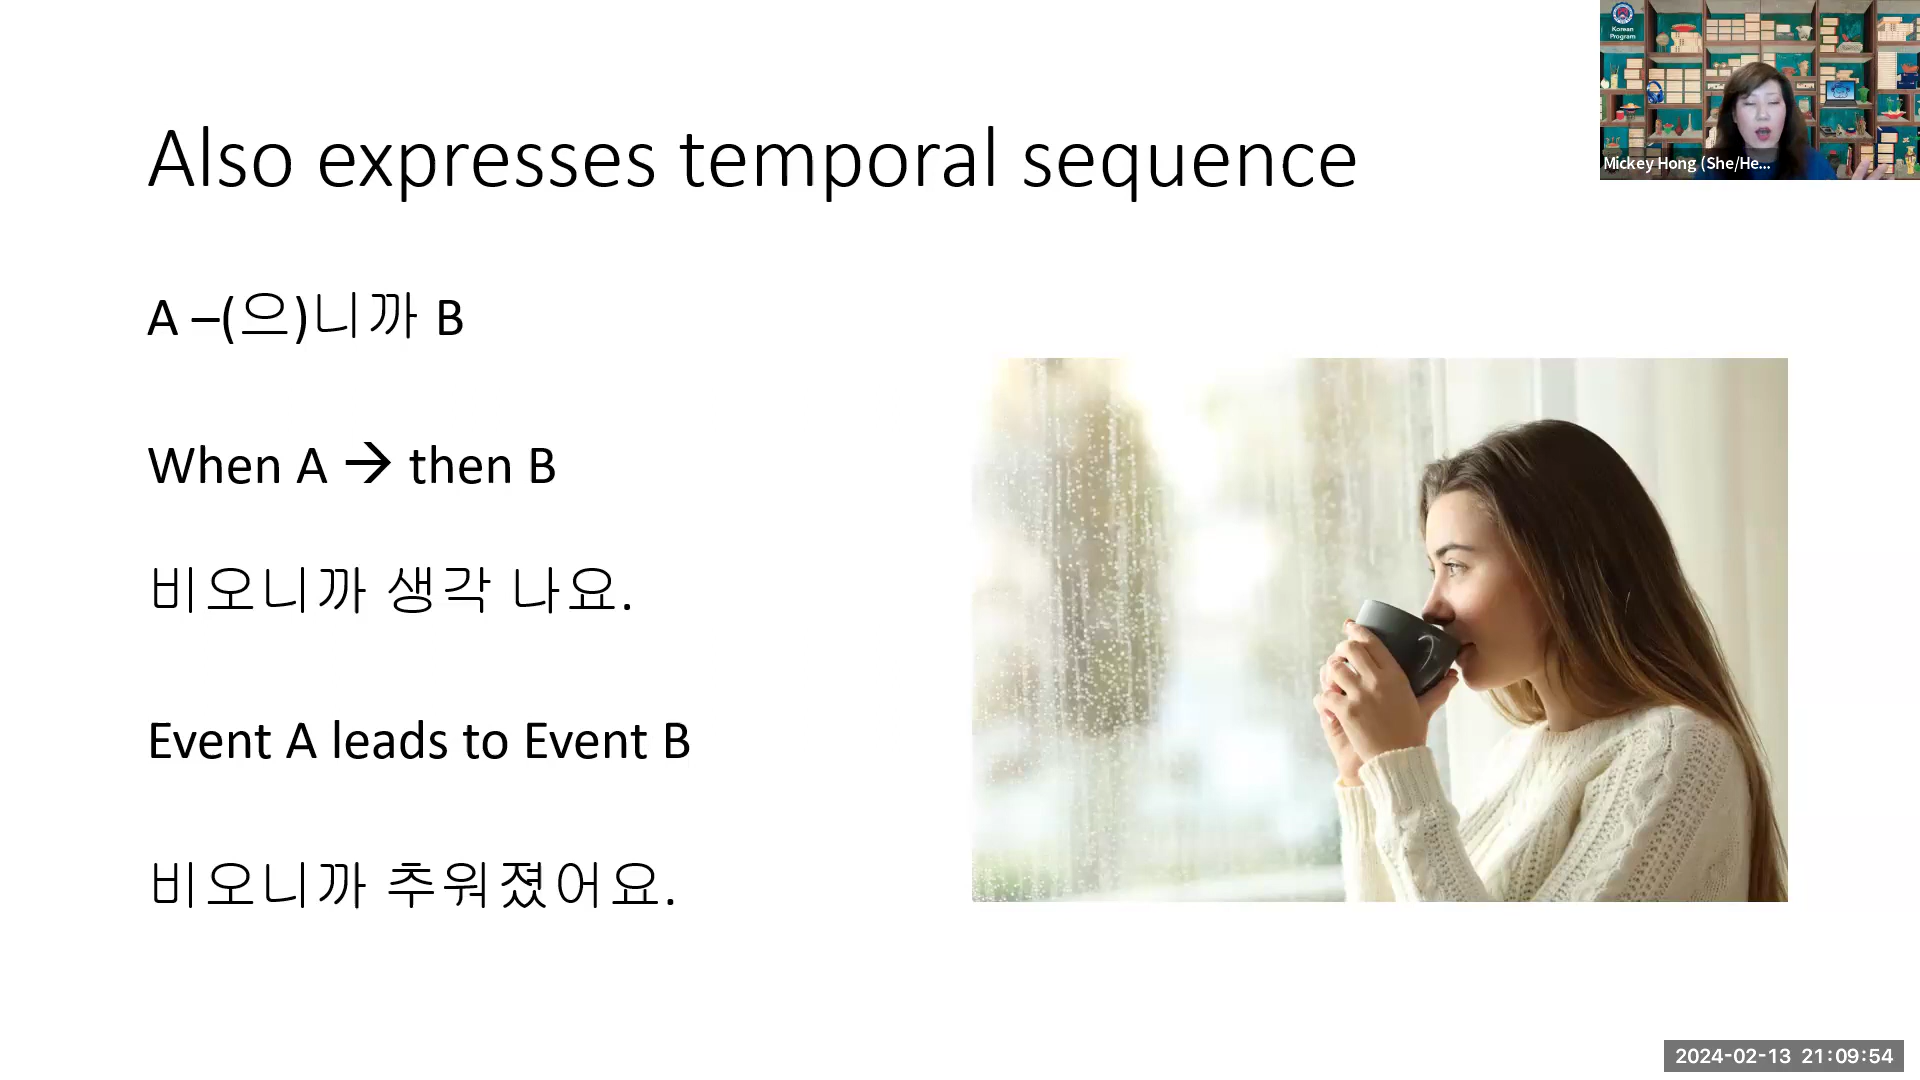 Also expresses temporal sequence
A –(으)니까 B
When A → then B
비오니까 생각 나요.
Event A leads to Event B
비오니까 추워졌어요.
Korean
Program
Mickey Hong (She/He...
2024-02-13 21:09:54